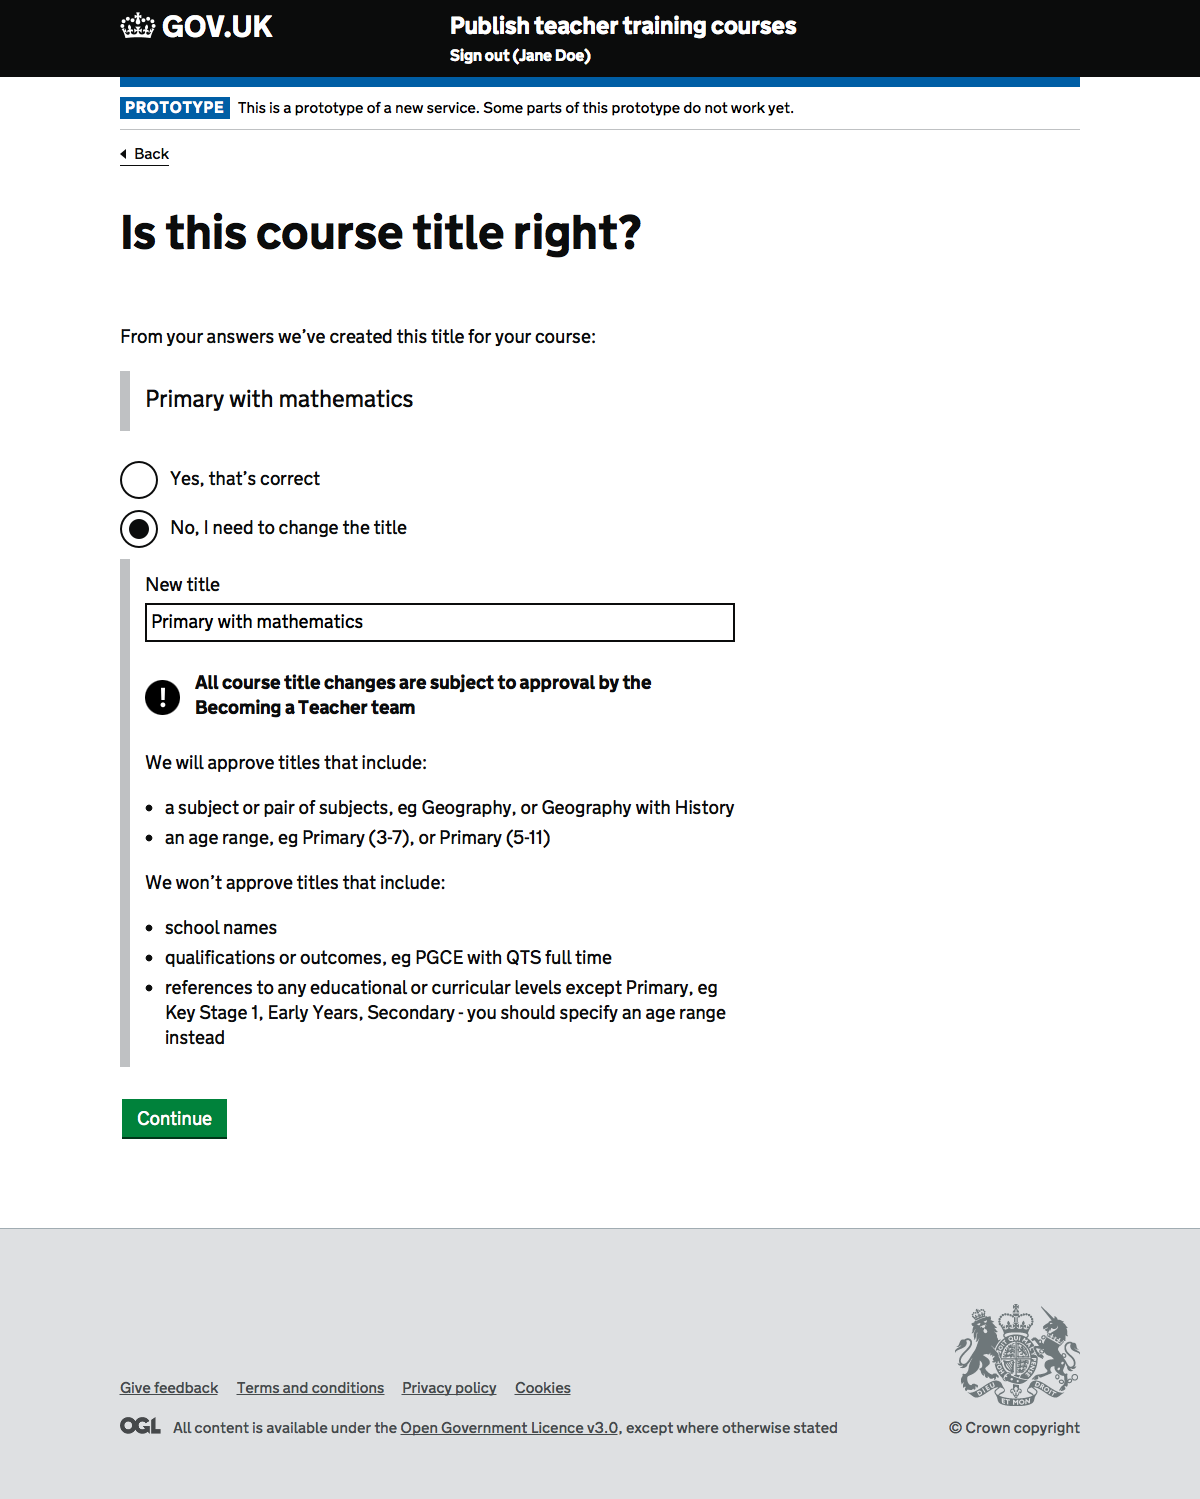 GOV.UK
Publish teacher training courses
Sign out (Jane Doe)
PROTOTYPE This is a prototype of a new service. Some parts of this prototype do not work yet.
Back
Is this course title right?
From your answers we’ve created this title for your course:
Primary with mathematics
Yes, that’s correct
No, I need to change the title
New title
Primary with mathematics
! All course title changes are subject to approval by the
Becoming a Teacher team
We will approve titles that include:
• a subject or pair of subjects, eg Geography, or Geography with History
• an age range, eg Primary (3-7), or Primary (5-11)
We won’t approve titles that include:
• school names
• qualifications or outcomes, eg PGCE with QTS full time
• references to any educational or curricular levels except Primary, eg
Key Stage 1, Early Years, Secondary - you should specify an age range
instead
Continue
Give feedback Terms and conditions Privacy policy Cookies
OGL All content is available under the Open Government Licence v3.0, except where otherwise stated
DIEU ET MON DROIT
© Crown copyright